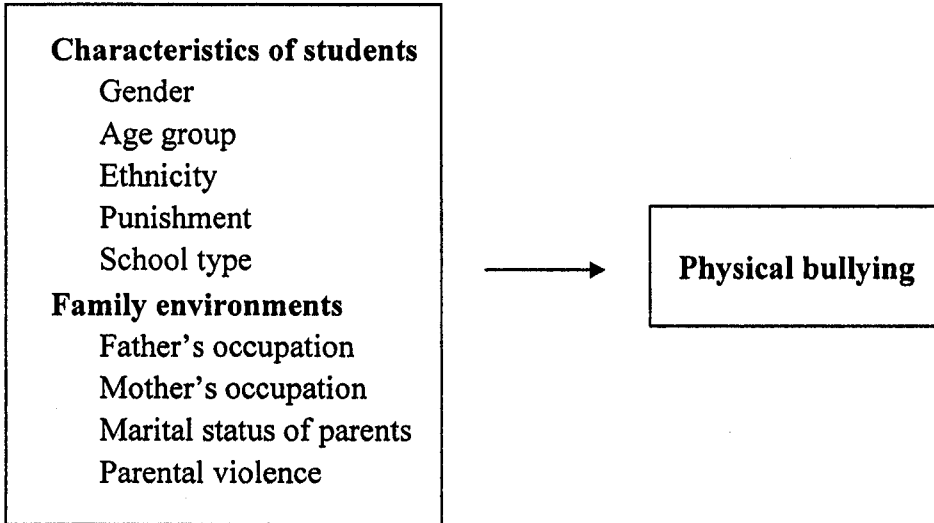 Characteristics of students
Gender
Age group
Ethnicity
Punishment
School type
Family environments
Father's occupation
Mother's occupation
Marital status of parents
Parental violence
Physical bullying